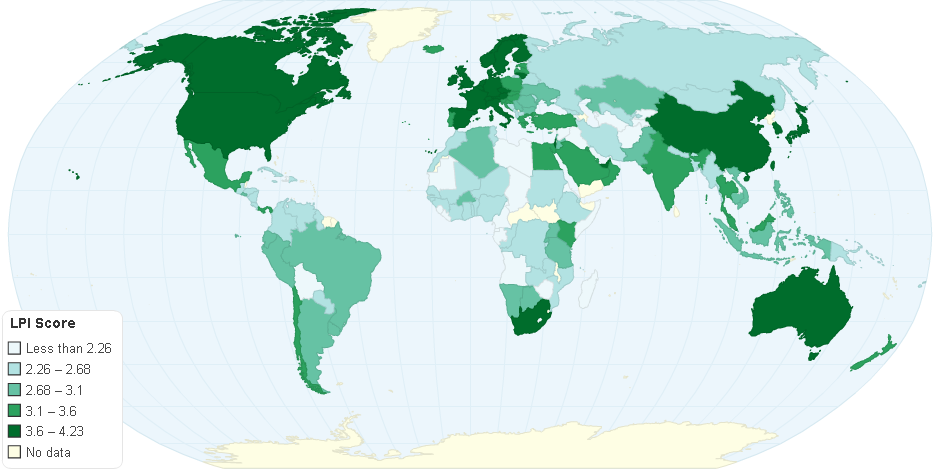 LPI Score
Less than 2.26
2.26 – 2.68
2.68 – 3.1
3.1 – 3.6
3.6 – 4.23
No data